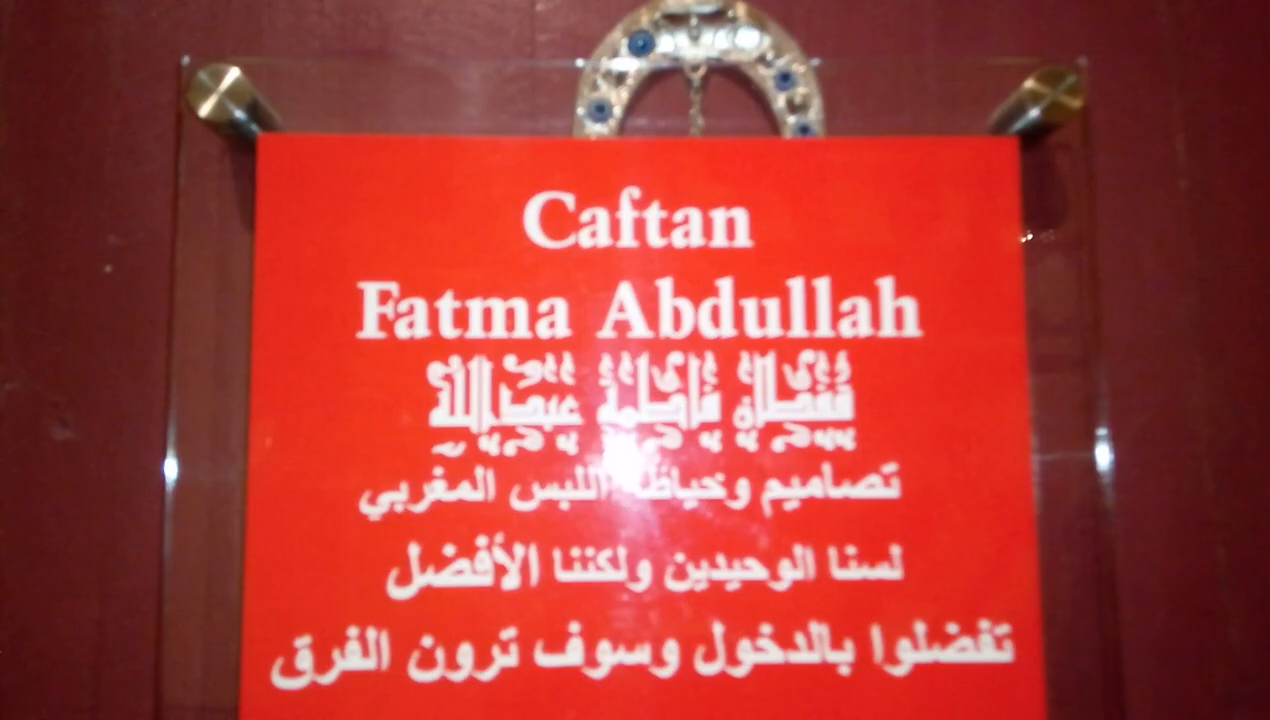 Caftan
Fatma Abdullah
قفطان فاطمة عبدالله
تصاميم وخياطة اللبس المغربي
لسنا الوحيدين ولكننا الأفضل
تفضلوا بالدخول وسوف ترون الفرق